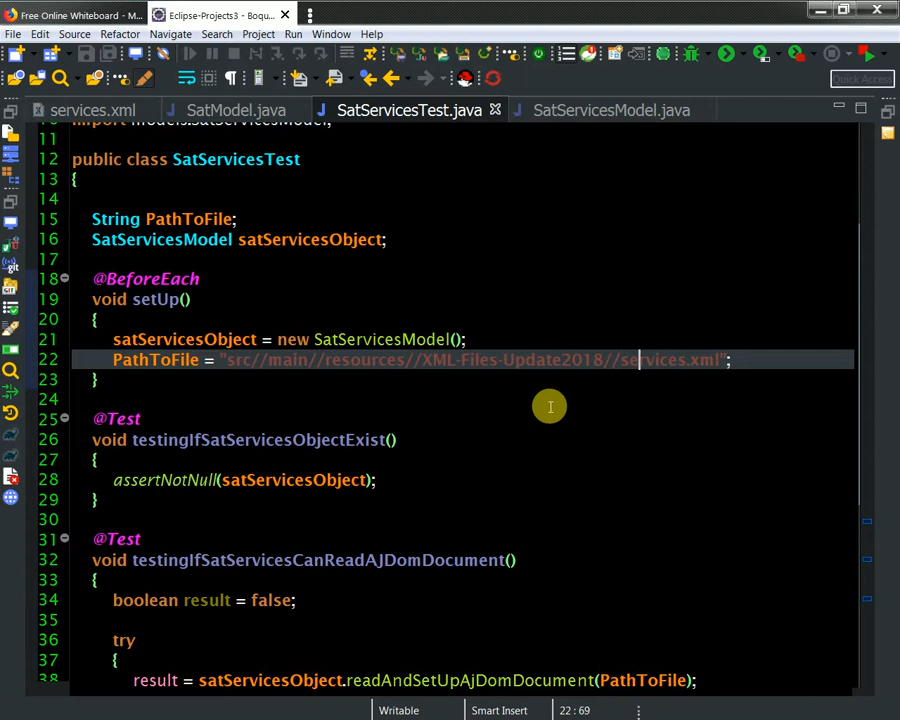 Free Online Whiteboard - M...
Eclipse-Projects3 - Boqu...
File Edit Source Refactor Navigate Search Project Run Window Help
Quick Access
services.xml
SatModel.java
SatServicesTest.java
SatServicesModel.java
11
12 public class SatServicesTest
13 {
14
15 String PathToFile;
16 SatServicesModel satServicesObject;
17
18 @BeforeEach
19 void setUp()
20 {
21 satServicesObject = new SatServicesModel();
22 PathToFile = "src//main//resources//XML-Files-Update2018//services.xml";
23 }
24
25 @Test
26 void testingIfSatServicesObjectExist()
27 {
28 assertNotNull(satServicesObject);
29 }
30
31 @Test
32 void testingIfSatServicesCanReadAJDomDocument()
33 {
34 boolean result = false;
35
36 try
37 {
38 result = satServicesObject.readAndSetUpAjDomDocument(PathToFile);
Writable
Smart Insert
22 : 69